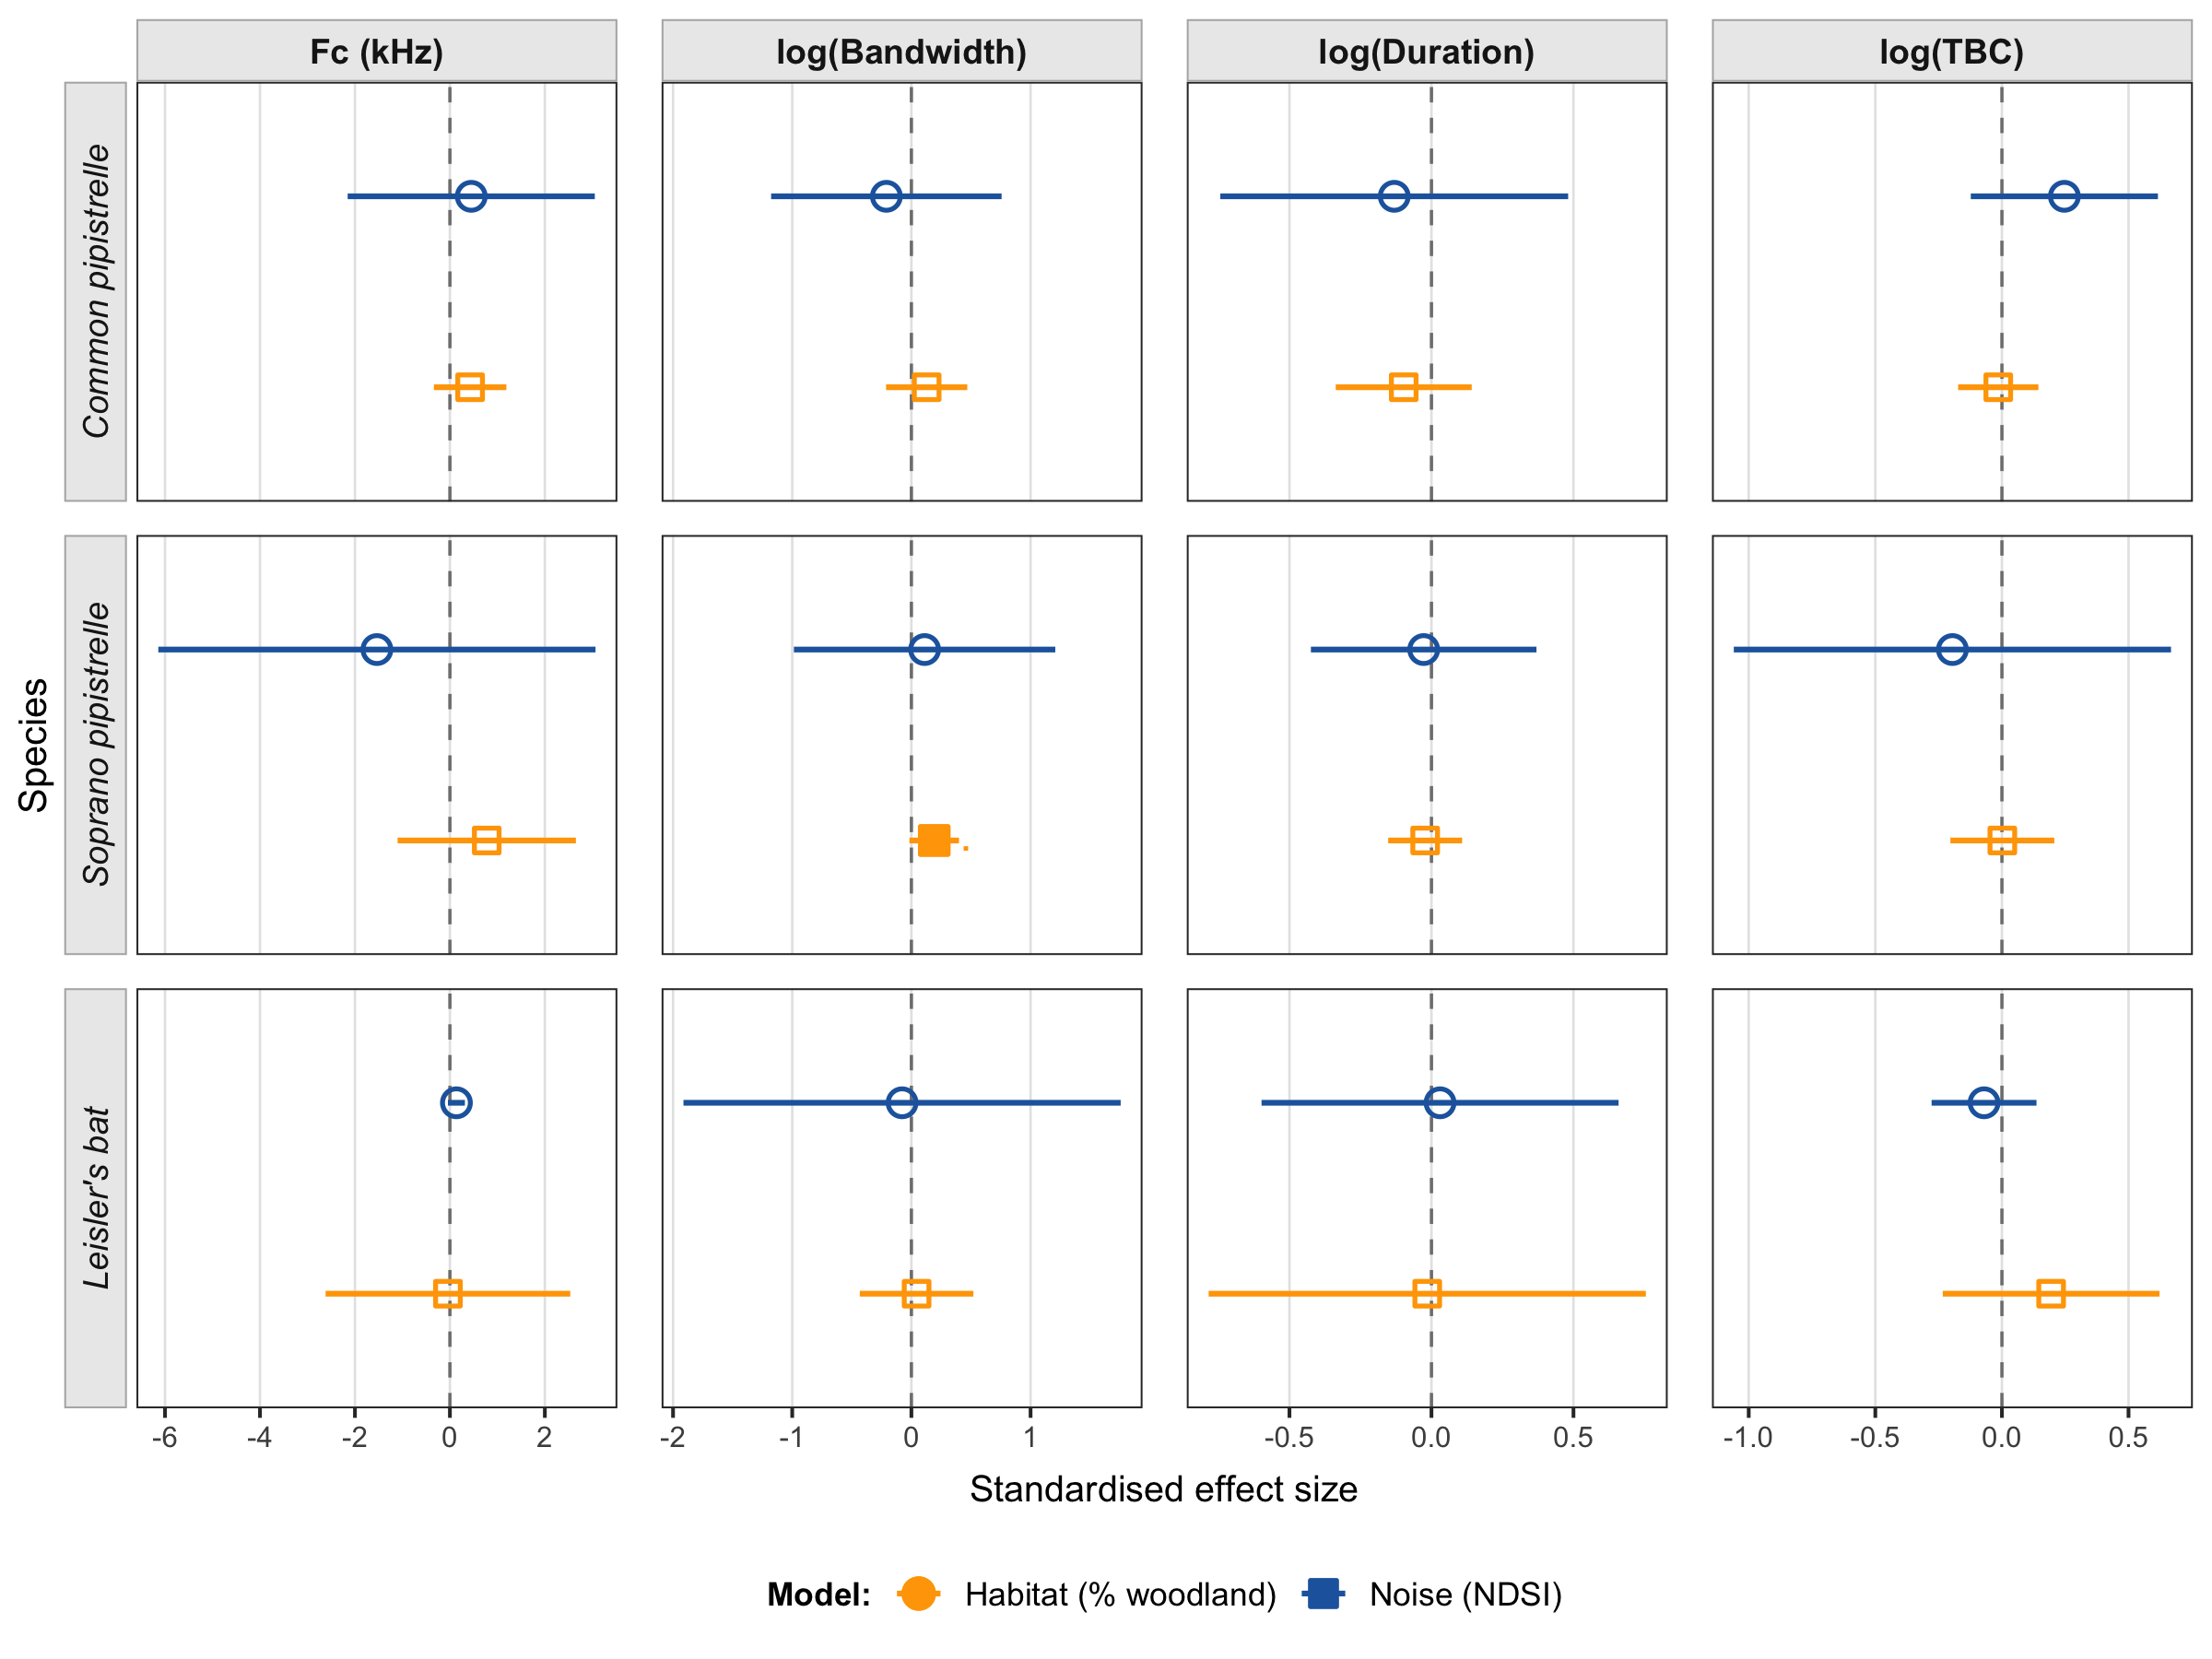 Fc (kHz) log(Bandwidth) log(Duration) log(TBC)
Species
Common pipistrelle
Soprano pipistrelle
.
Leisler's bat
-6 -4 -2 0 2 -2 -1 0 1 -0.5 0.0 0.5 -1.0 -0.5 0.0 0.5
Standardised effect size
Model: Habitat (% woodland) Noise (NDSI)